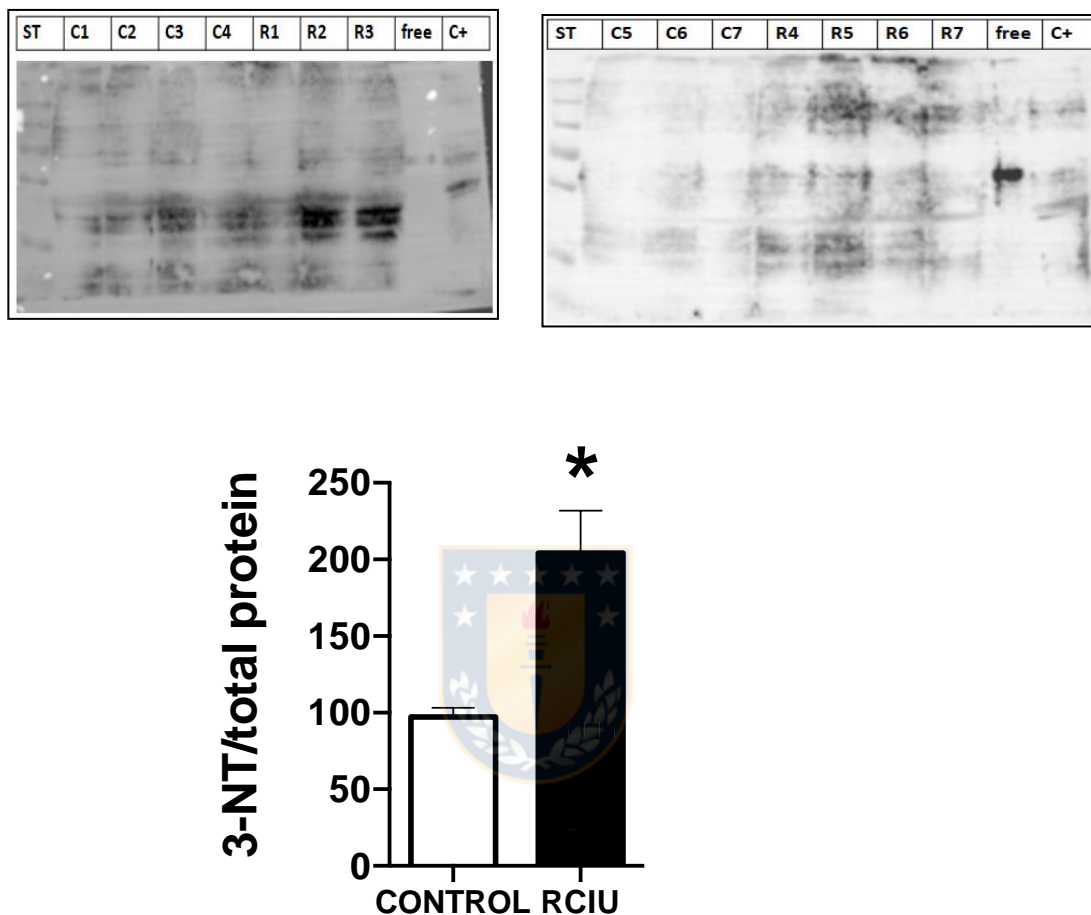 ST C1 C2 C3 C4 R1 R2 R3 free C+
ST C5 C6 C7 R4 R5 R6 R7 free C+
*
3-NT/total protein
250
200
150
100
50
0
CONTROL RCIU